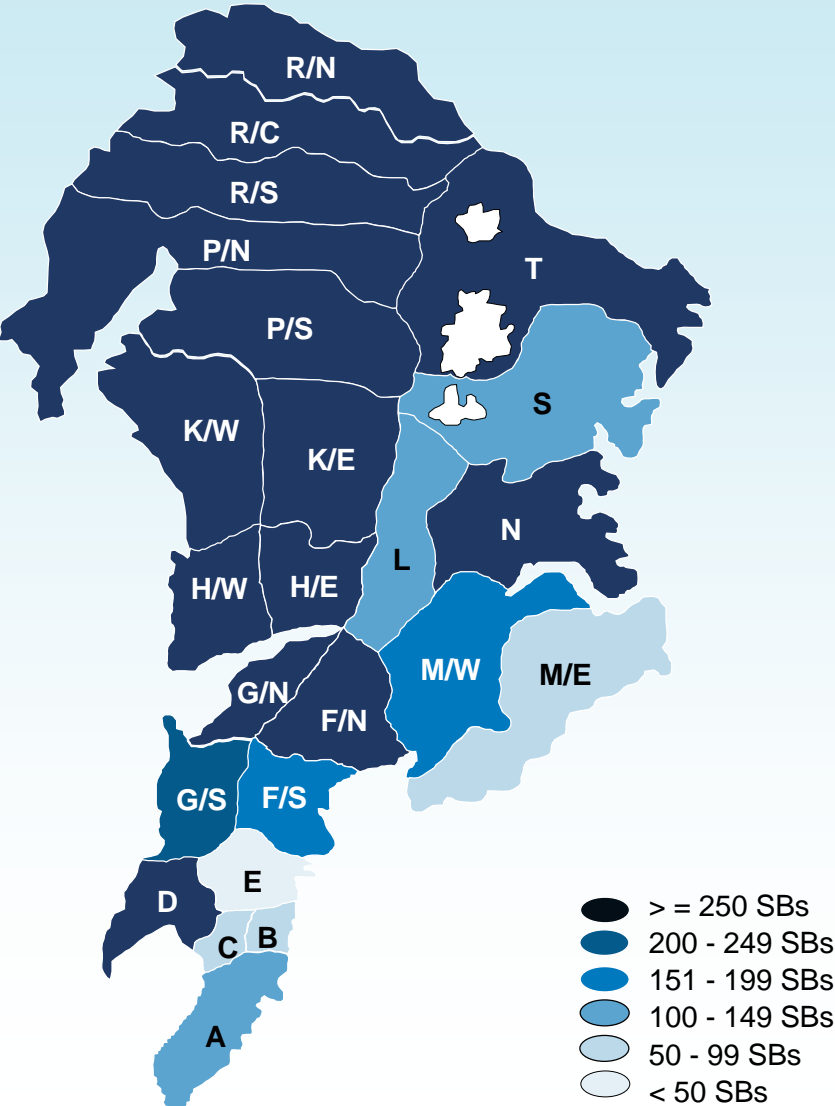 R/N
R/C
R/S
P/N
T
P/S
S
K/W
K/E
N
L
H/W
H/E
M/W
M/E
G/N
F/N
G/S
F/S
E
D
B
C
A
> = 250 SBs
200 - 249 SBs
151 - 199 SBs
100 - 149 SBs
50 - 99 SBs
< 50 SBs